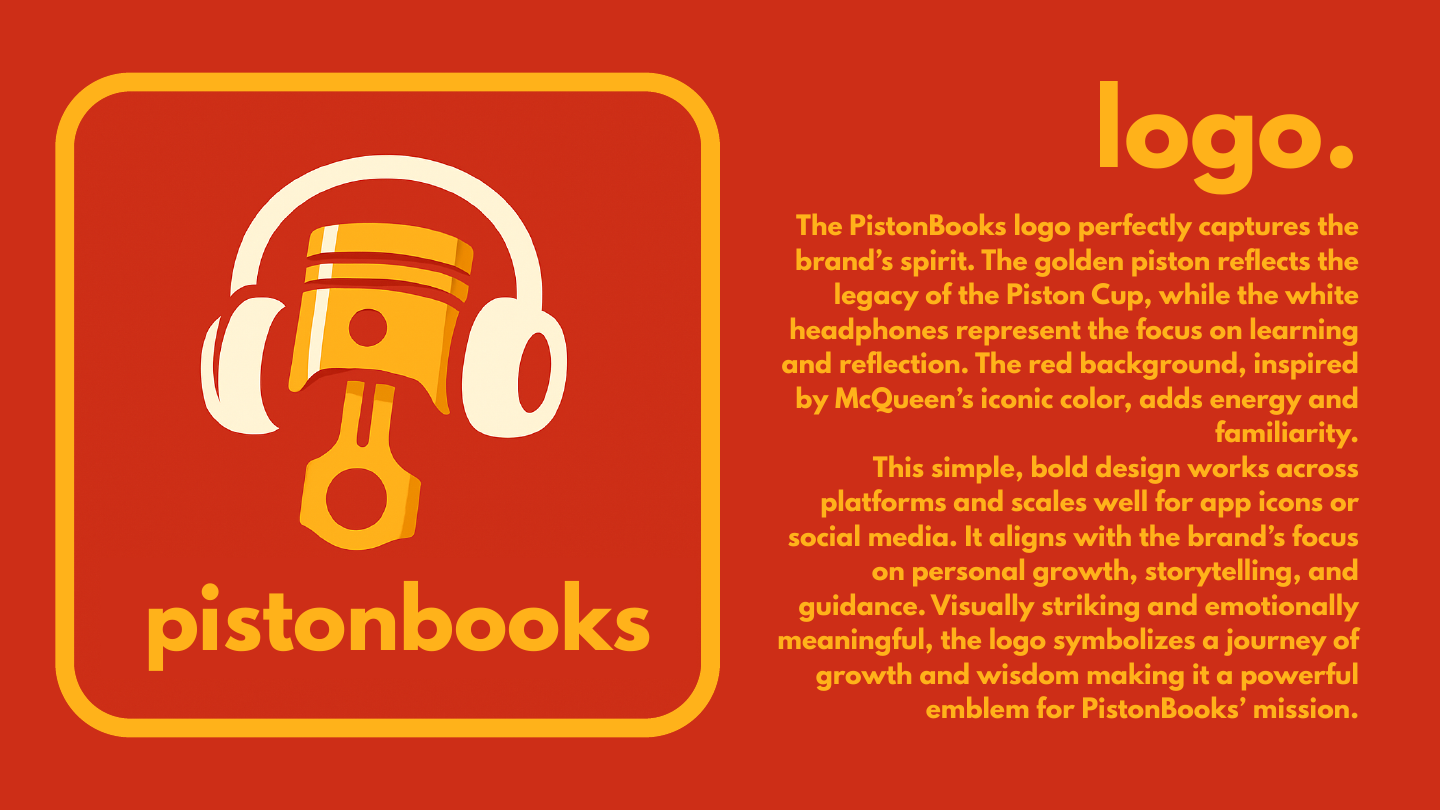 pistonbooks
logo.
The PistonBooks logo perfectly captures the
brand’s spirit. The golden piston reflects the
legacy of the Piston Cup, while the white
headphones represent the focus on learning
and reflection. The red background, inspired
by McQueen’s iconic color, adds energy and
familiarity.
This simple, bold design works across
platforms and scales well for app icons or
social media. It aligns with the brand’s focus
on personal growth, storytelling, and
guidance. Visually striking and emotionally
meaningful, the logo symbolizes a journey of
growth and wisdom making it a powerful
emblem for PistonBooks’ mission.